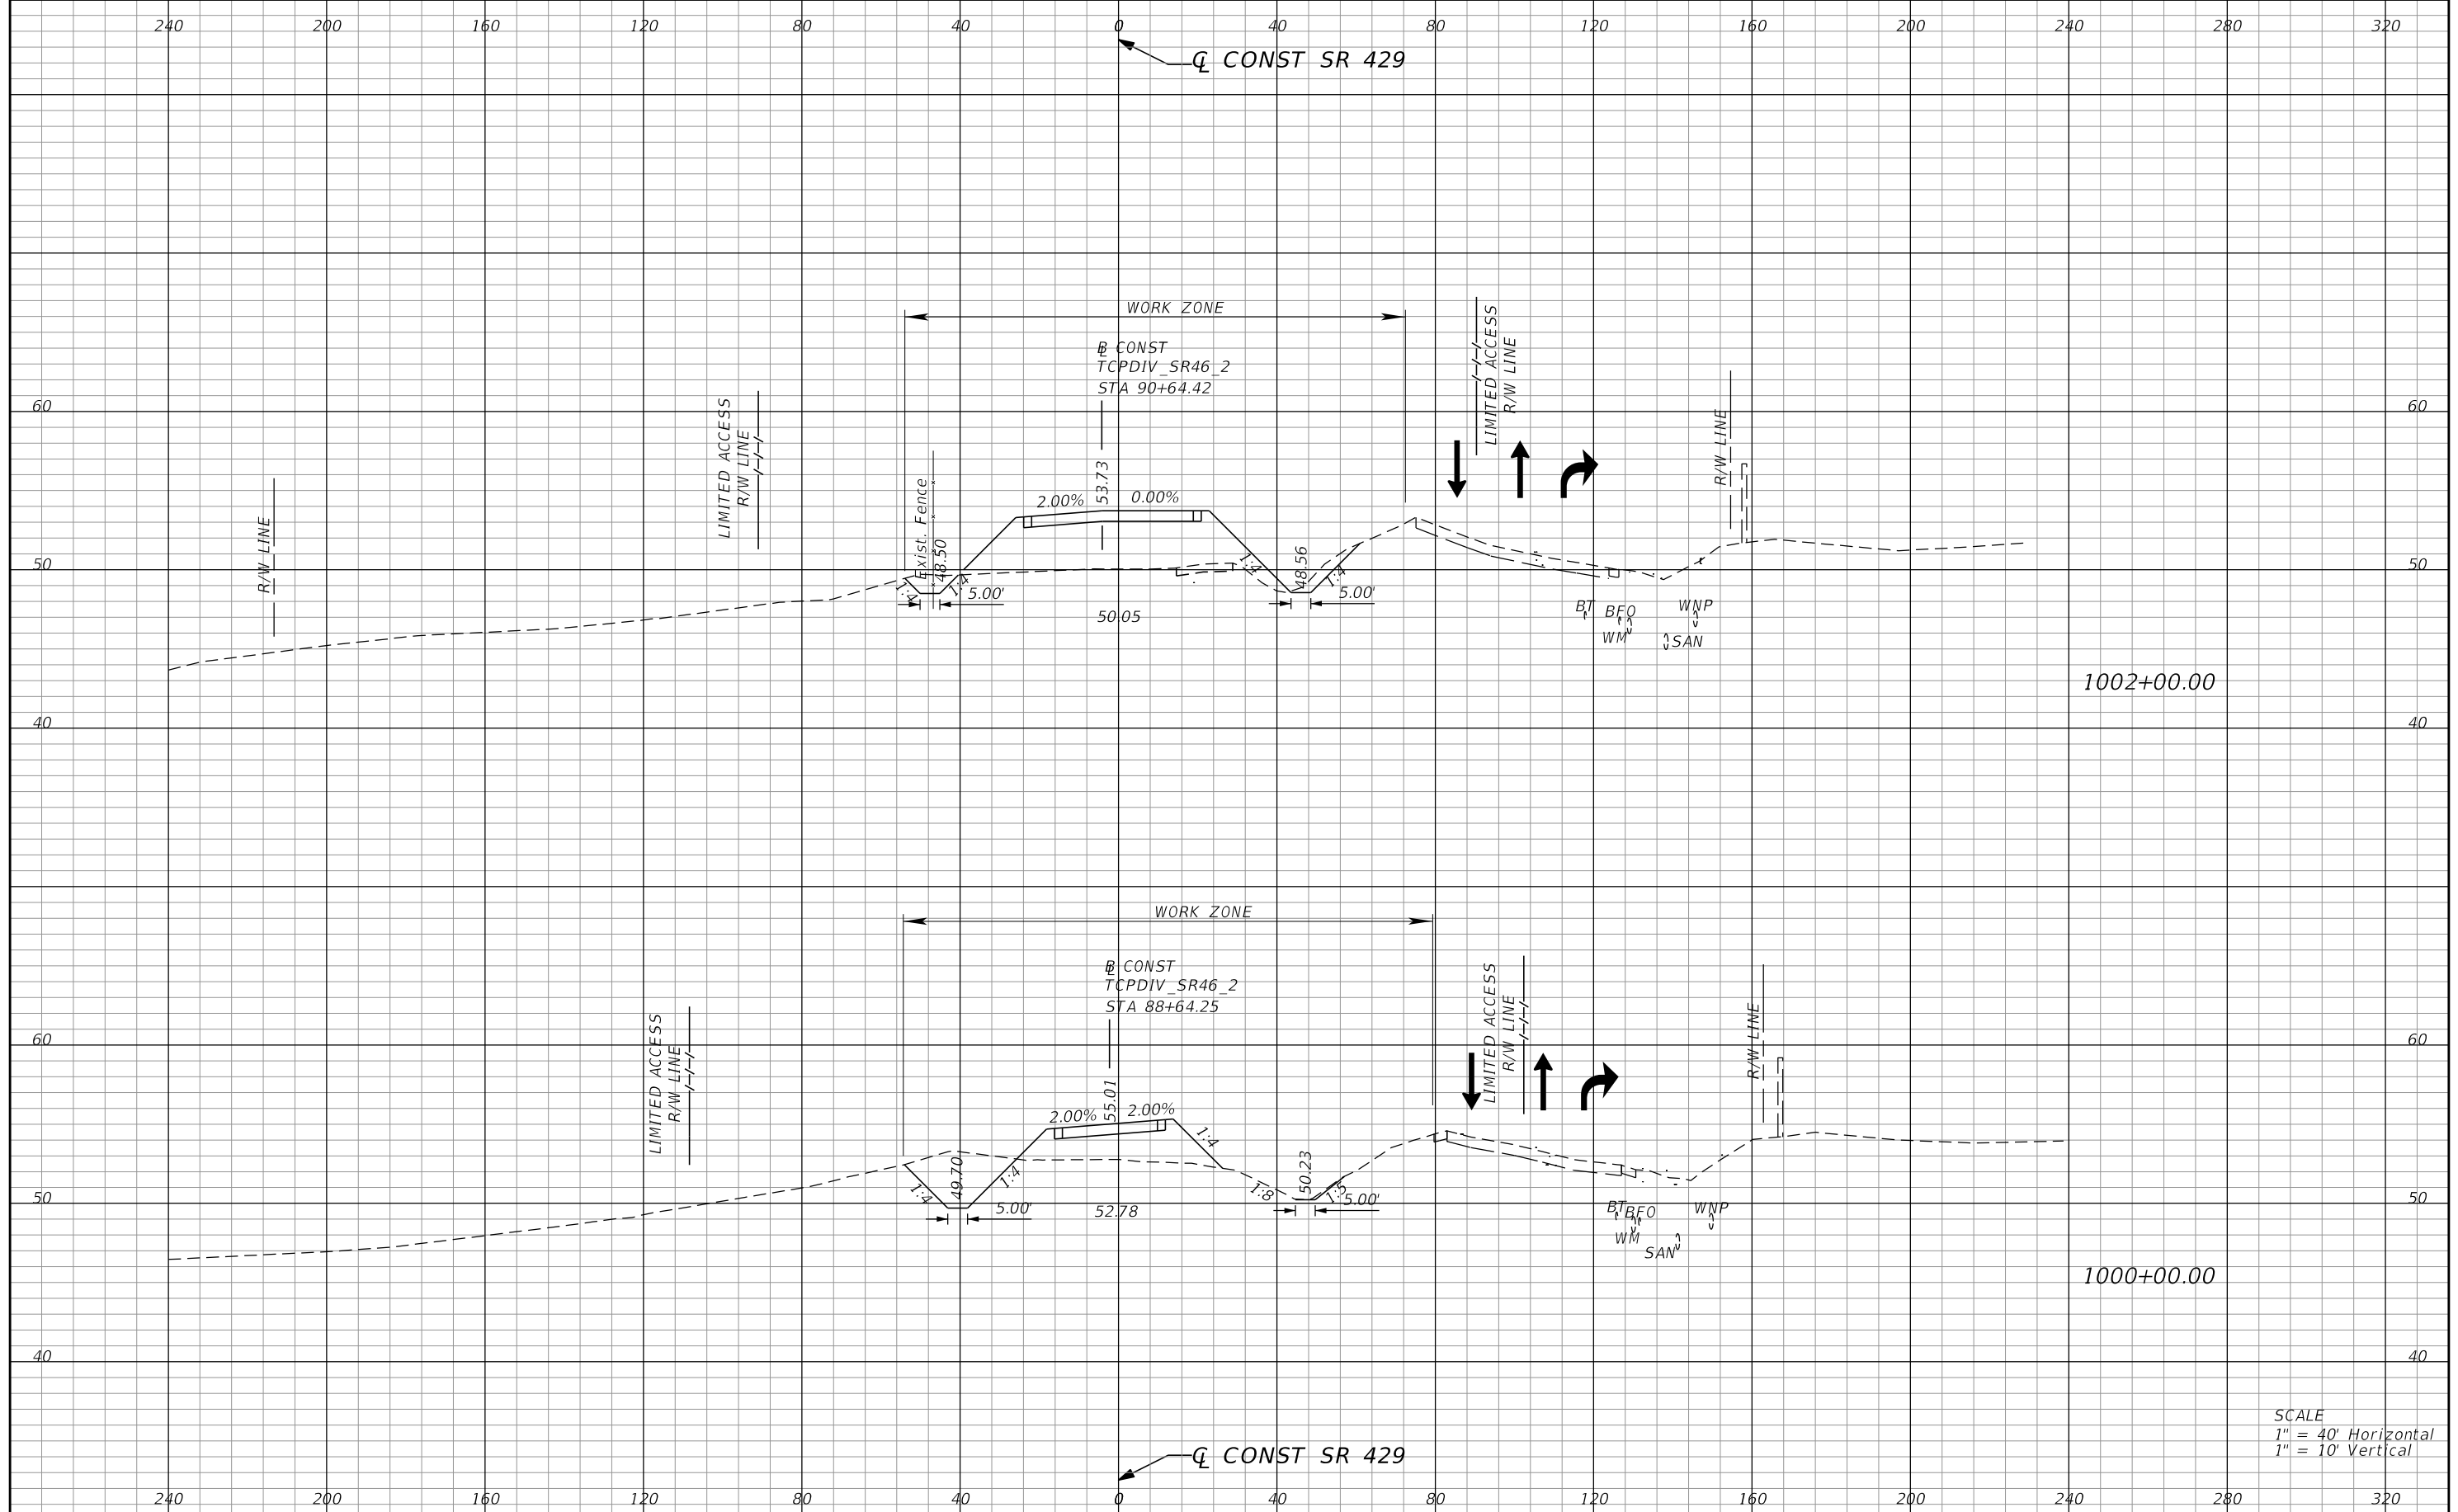 240 200 160 120 80 40 0 40 80 120 160 200 240 280 320
℄ CONST SR 429
WORK ZONE
℄ CONST
TCPDIV_SR46_2
STA 90+64.42
LIMITED ACCESS
R/W LINE
R/W LINE
60 60
LIMITED ACCESS
R/W LINE
R/W LINE
Exist. Fence
2.00% 53.73 0.00%
48.50
48.56
50 50
1:4 1:4 5.00' 1:4 1:4 5.00'
50.05
BT BFO WNP
WM SAN
1002+00.00
40 40
WORK ZONE
℄ CONST
TCPDIV_SR46_2
STA 88+64.25
LIMITED ACCESS
R/W LINE
R/W LINE
60 60
LIMITED ACCESS
R/W LINE
2.00% 55.01 2.00%
1:4
49.70
50.23
1:4 1:4 1:8 1:5
50 50
5.00' 5.00'
52.78
BT BFO WNP
WM
SAN
1000+00.00
40 40
SCALE
1" = 40' Horizontal
1" = 10' Vertical
℄ CONST SR 429
240 200 160 120 80 40 0 40 80 120 160 200 240 280 320